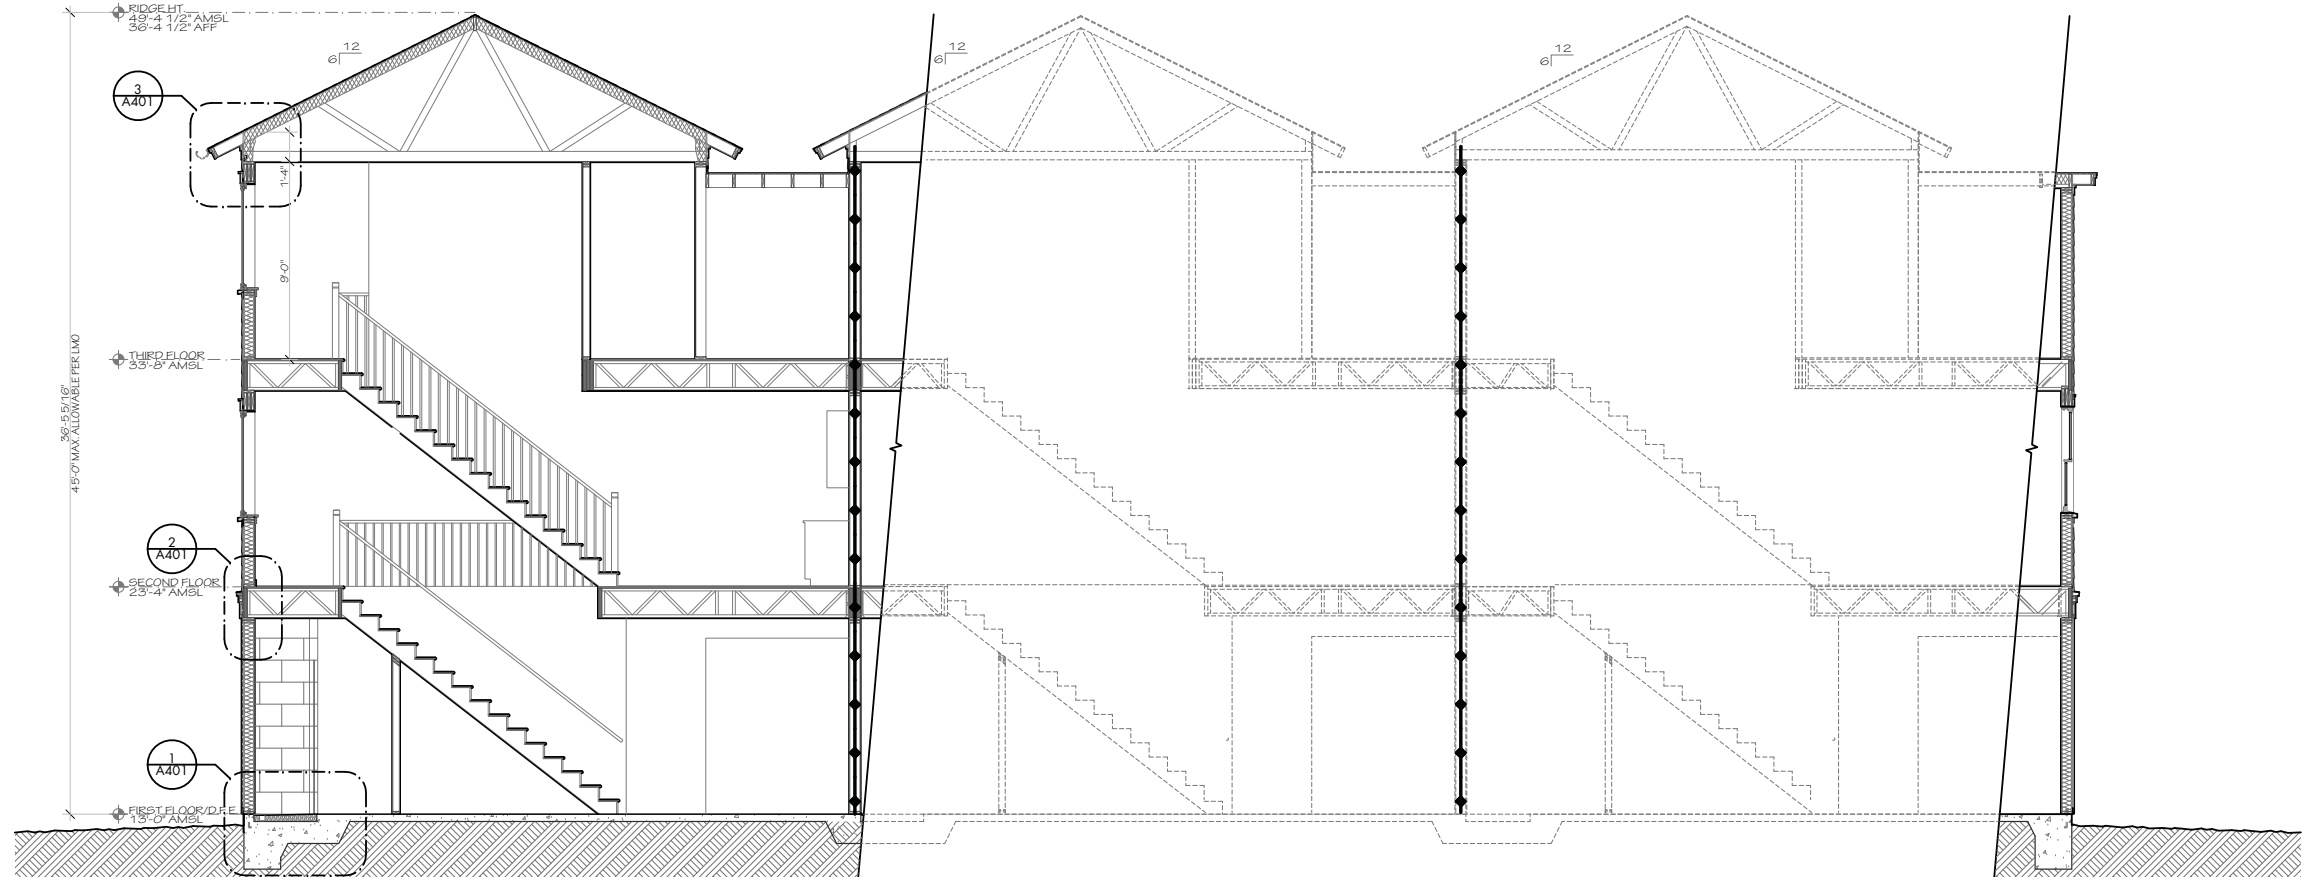 RIDGE HT.
49'-4 1/2" AMSL
36'-4 1/2" AFF
12
6
12
6
12
6
3
A401
1'-4"
9'-0"
THIRD FLOOR
33'-8" AMSL
36'-5 5/16"
45'-0" MAX. ALLOWABLE PER LMO
2
A401
SECOND FLOOR
23'-4" AMSL
1
A401
FIRST FLOOR/D.F.E.
13'-0" AMSL